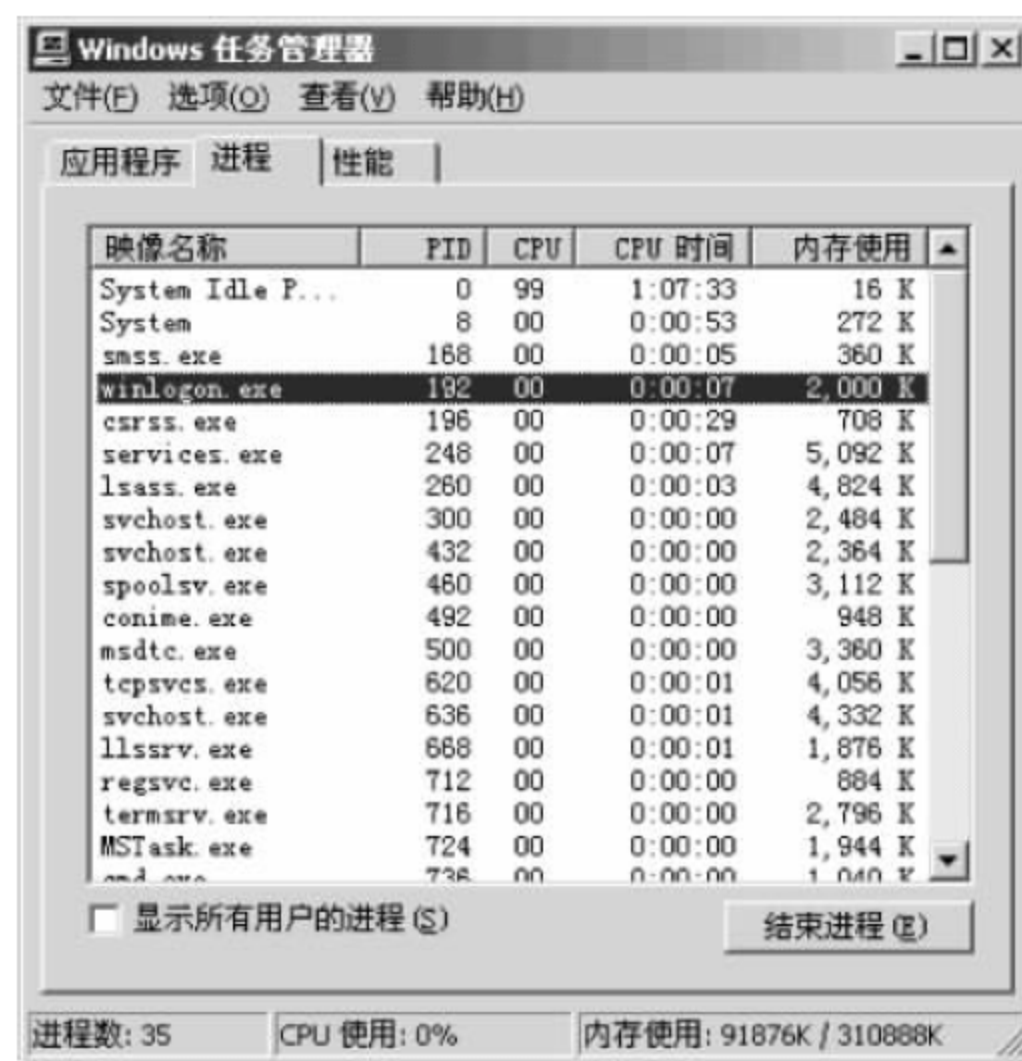 Windows 任务管理器
文件(F) 选项(O) 查看(V) 帮助(H)
应用程序 进程 性能
映像名称 PID CPU CPU 时间 内存使用
System Idle P... 0 99 1:07:33 16 K
System 8 00 0:00:53 272 K
smss.exe 168 00 0:00:05 360 K
winlogon.exe 192 00 0:00:07 2,000 K
csrss.exe 196 00 0:00:29 708 K
services.exe 248 00 0:00:07 5,092 K
lsass.exe 260 00 0:00:03 4,824 K
svchost.exe 300 00 0:00:00 2,484 K
svchost.exe 432 00 0:00:00 2,364 K
spoolsv.exe 460 00 0:00:00 3,112 K
conime.exe 492 00 0:00:00 948 K
msdtc.exe 500 00 0:00:00 3,360 K
tcpsvcs.exe 620 00 0:00:01 4,056 K
svchost.exe 636 00 0:00:01 4,332 K
llssrv.exe 668 00 0:00:01 1,876 K
regsvc.exe 712 00 0:00:00 884 K
termsrv.exe 716 00 0:00:00 2,796 K
MSTask.exe 724 00 0:00:00 1,944 K
cmd.exe 736 00 0:00:00 1,040 K
显示所有用户的进程(S) 结束进程(E)
进程数: 35 CPU 使用: 0% 内存使用: 91876K / 310888K